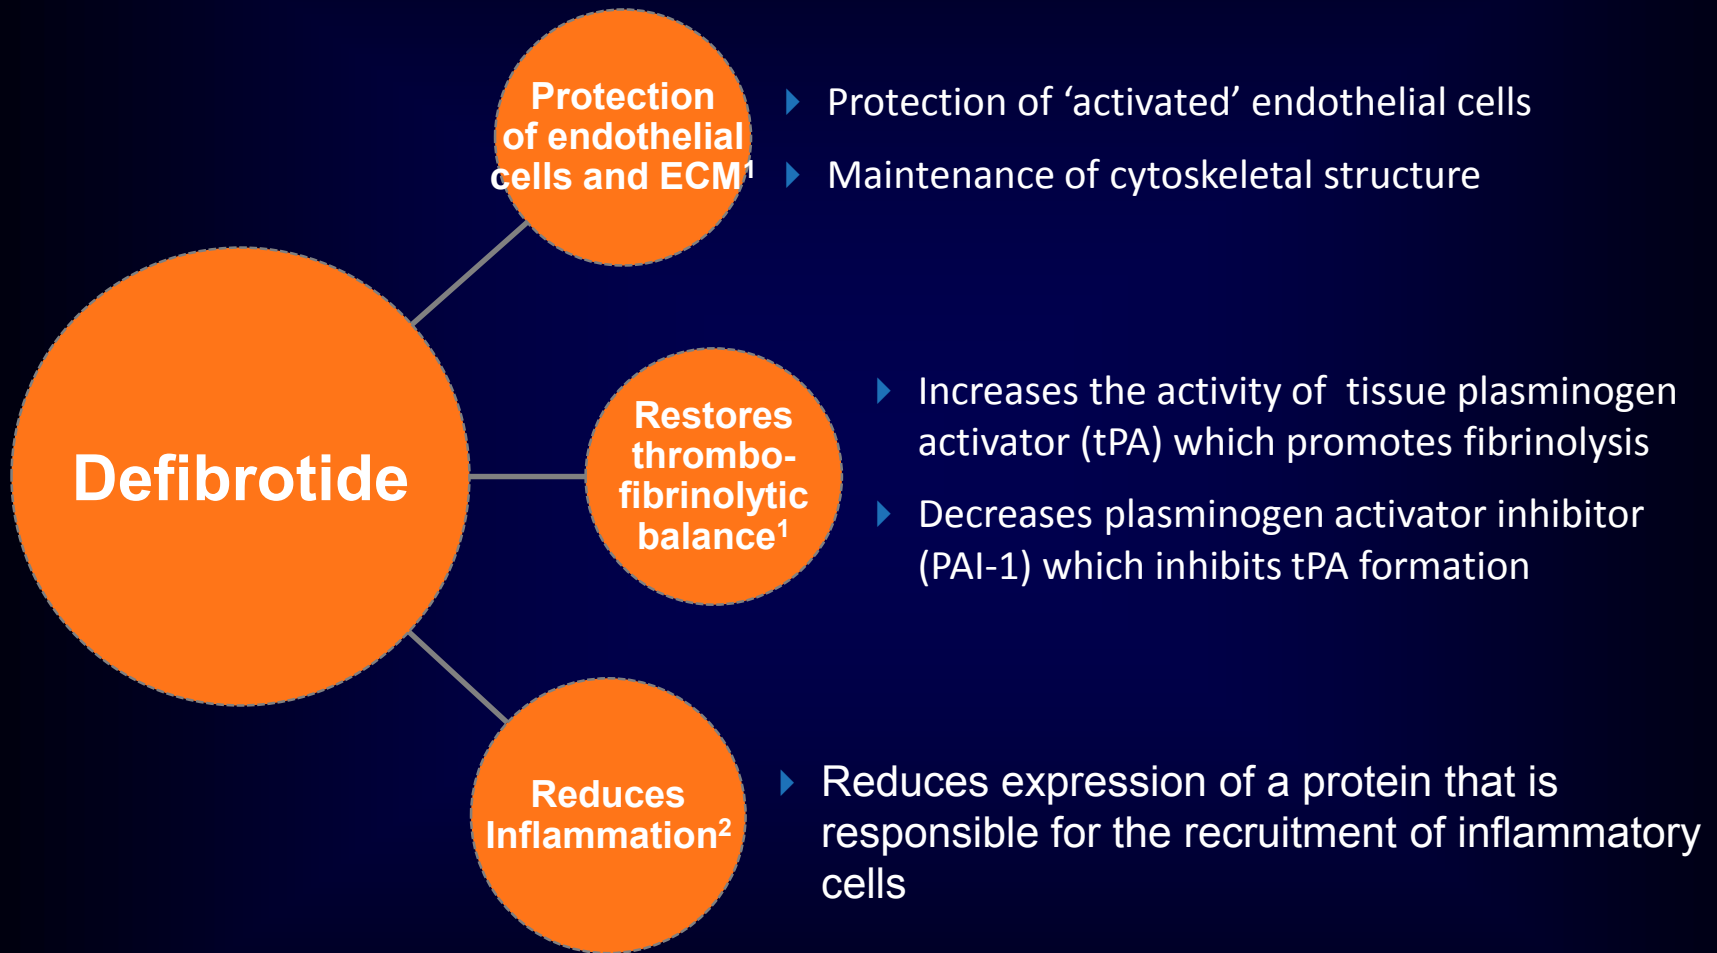 Protection
of endothelial
cells and ECM1
Protection of ‘activated’ endothelial cells
Maintenance of cytoskeletal structure
Defibrotide
Restores
thrombo-
fibrinolytic
balance1
Increases the activity of  tissue plasminogen
activator (tPA) which promotes fibrinolysis
Decreases plasminogen activator inhibitor
(PAI-1) which inhibits tPA formation
Reduces
Inflammation2
Reduces expression of a protein that is
responsible for the recruitment of inflammatory
cells